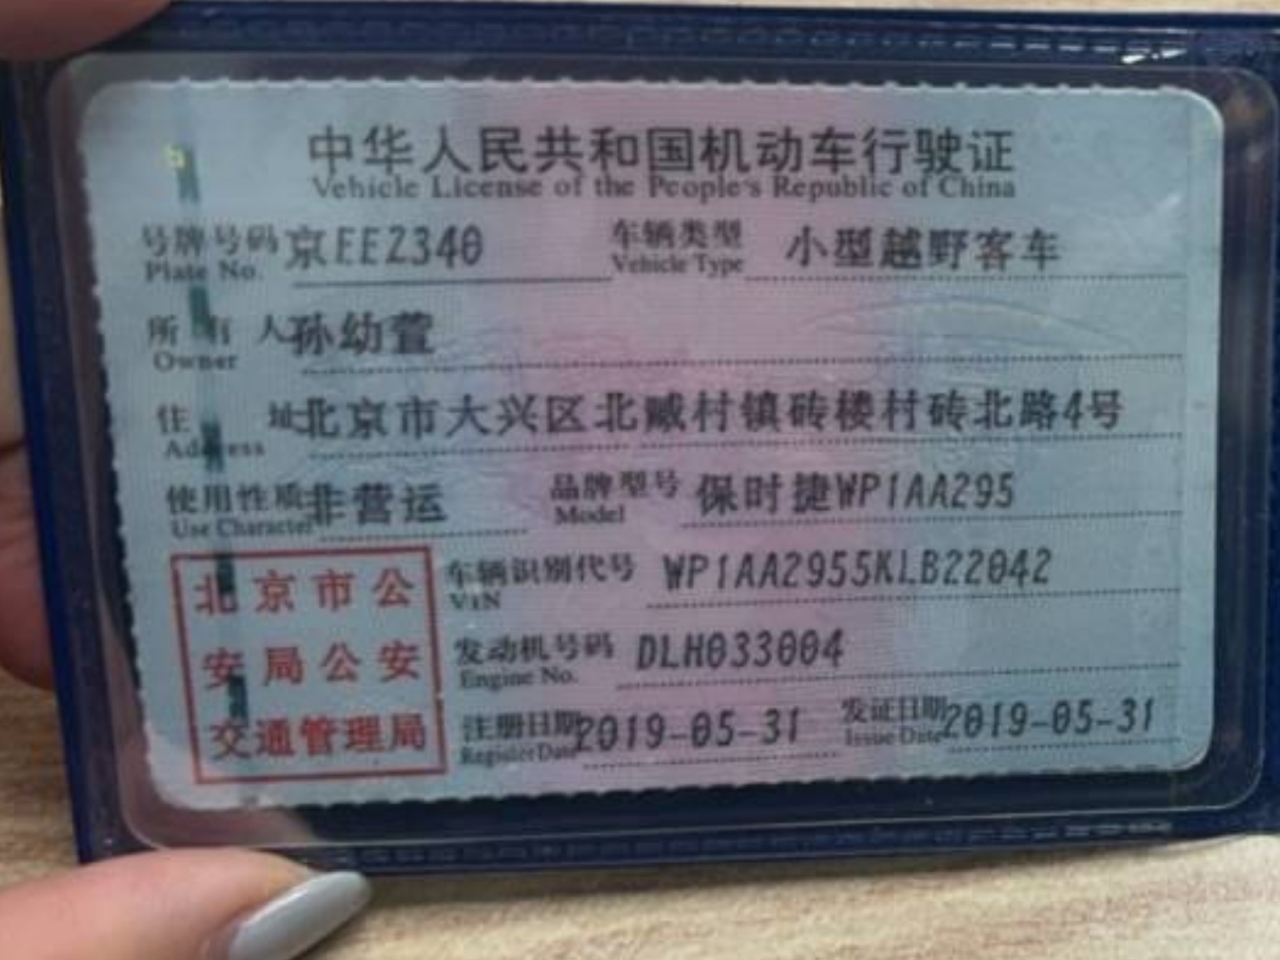 中华人民共和国机动车行驶证
Vehicle License of the People's Republic of China
号牌号码 京EE2340 车辆类型 小型越野客车
Plate No. Vehicle Type
所有人 孙幼萱
Owner
住址 北京市大兴区北臧村镇砖楼村砖北路4号
Address
使用性质 非营运 品牌型号 保时捷WP1AA295
Use Character Model
北京市公安局公安交通管理局
车辆识别代号 WP1AA2955KLB22042
VIN
发动机号码 DLH033004
Engine No.
注册日期 2019-05-31 发证日期 2019-05-31
Register Date Issue Date